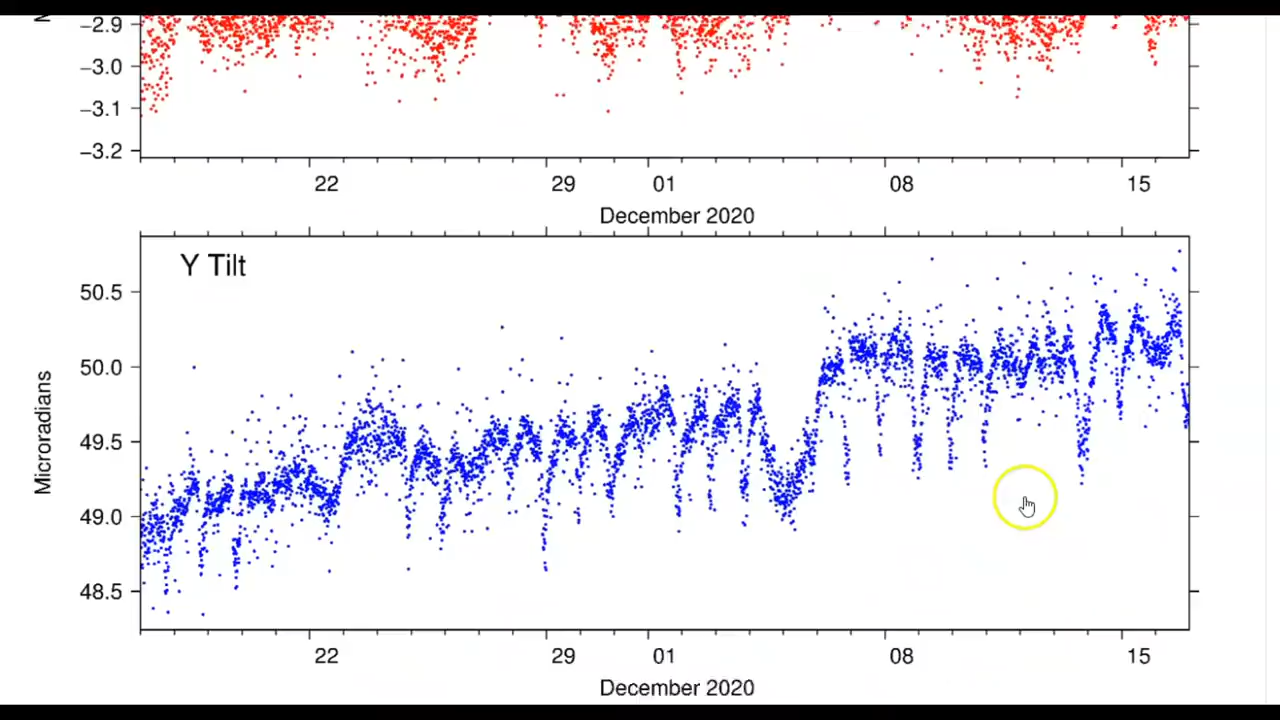 −2.9
−3.0
−3.1
−3.2
22 29 01 08 15
December 2020
Y Tilt
50.5
50.0
49.5
49.0
48.5
Microradians
22 29 01 08 15
December 2020